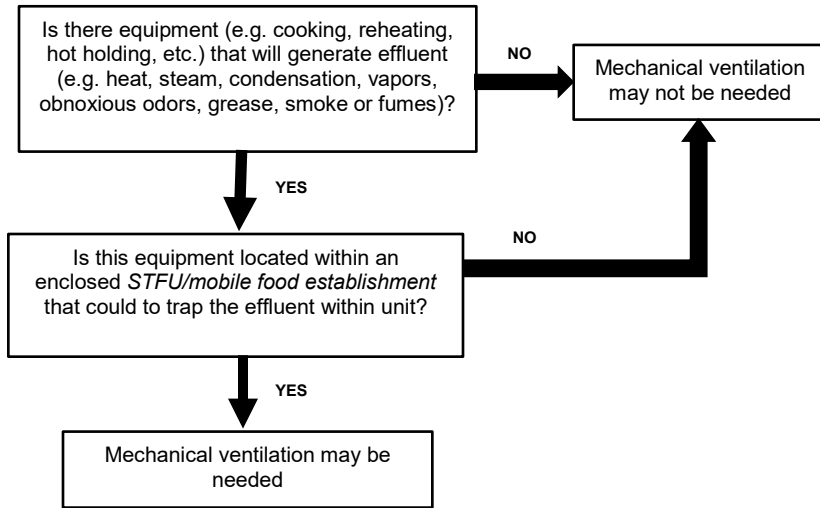 Is there equipment (e.g. cooking, reheating,
hot holding, etc.) that will generate effluent
(e.g. heat, steam, condensation, vapors,
obnoxious odors, grease, smoke or fumes)?
NO
Mechanical ventilation
may not be needed
YES
Is this equipment located within an
enclosed STFU/mobile food establishment
that could to trap the effluent within unit?
NO
YES
Mechanical ventilation may be
needed